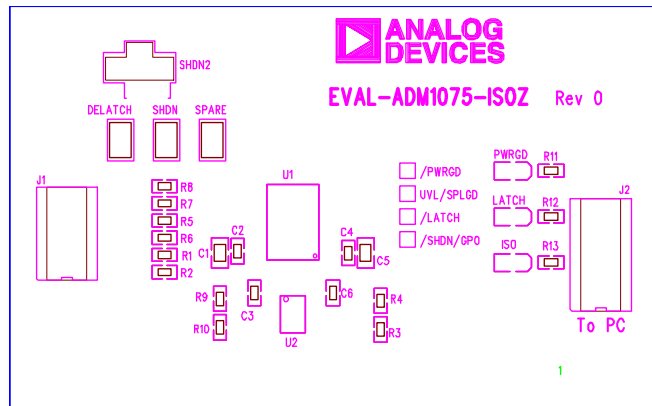 ANALOG
DEVICES
EVAL-ADM1075-ISOZ Rev 0
SHDN2
DELATCH SHDN SPARE
J1
R8
R7
R5
R6
R1
R2
U1
C1
C2
C4
C5
C3
C6
R9
R10
U2
R4
R3
/PWRGD
UVL/SPLGD
/LATCH
/SHDN/GPO
PWRGD R11
LATCH R12
ISO R13
J2
To PC
1